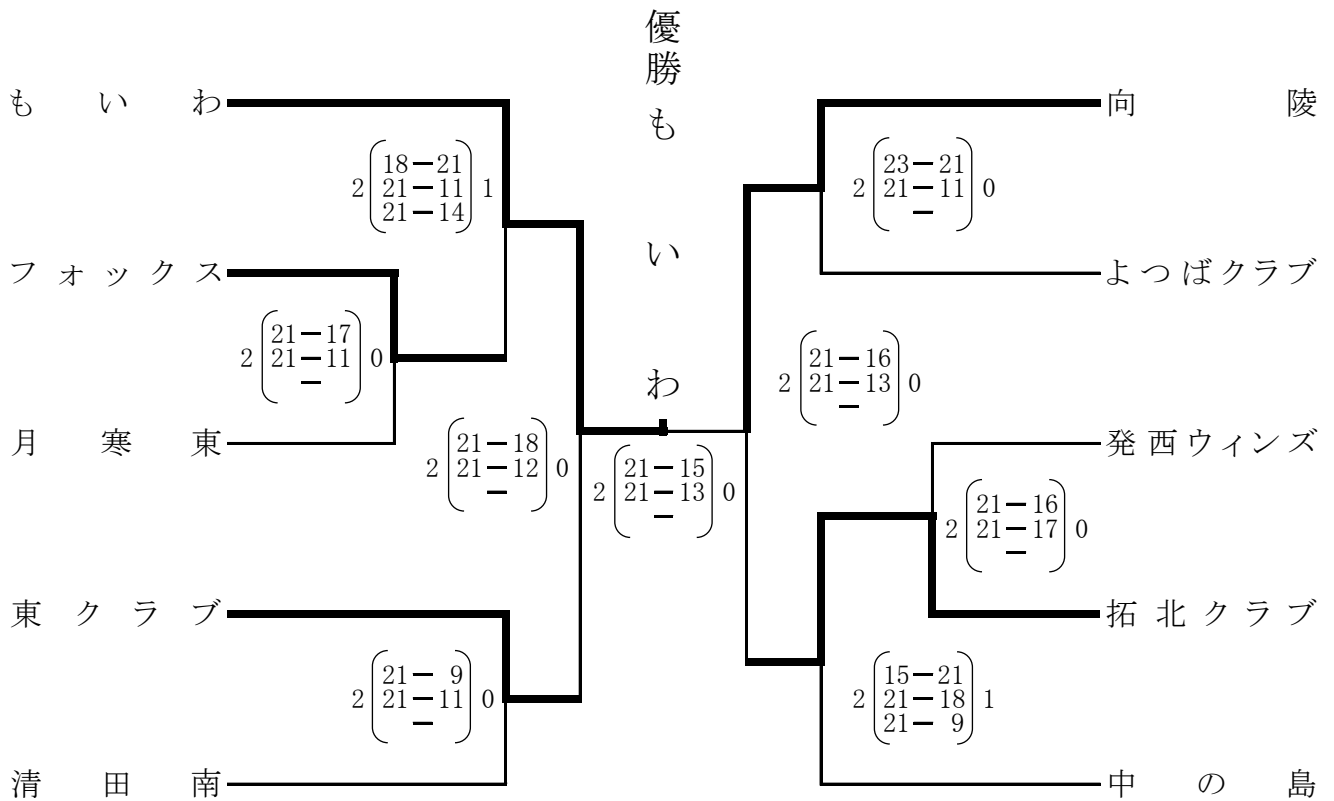 優勝もいわ
もいわ
向陵
18－21
2 21－11 1
21－14
23－21
2 21－11 0
－
フォックス
よつばクラブ
21－17
2 21－11 0
－
21－16
2 21－13 0
－
月寒東
発西ウィンズ
21－18
2 21－12 0
－
21－15
2 21－13 0
－
21－16
2 21－17 0
－
東クラブ
拓北クラブ
21－9
2 21－11 0
－
15－21
2 21－18 1
21－9
清田南
中の島